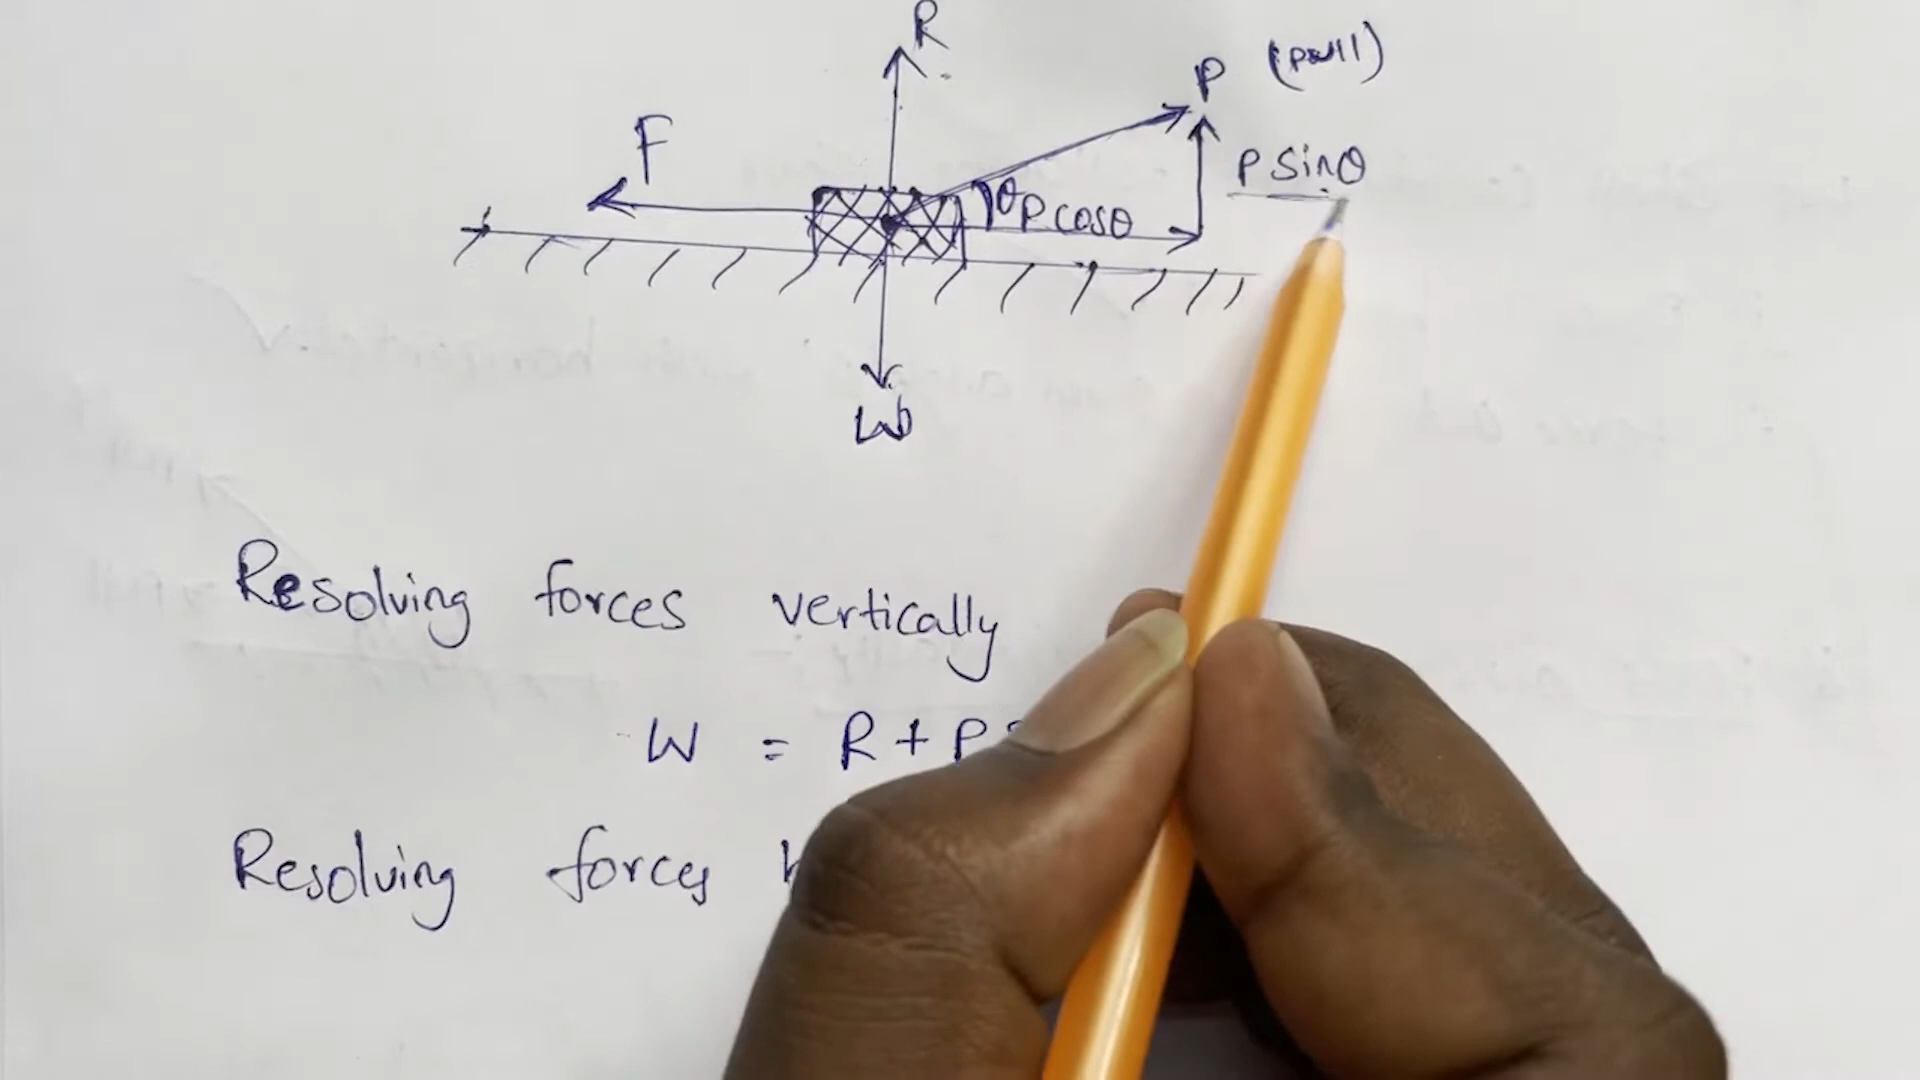 R
P (pull)
F
P sinθ
θ
P cosθ
W
Resolving forces vertically
W = R + P
Resolving forces